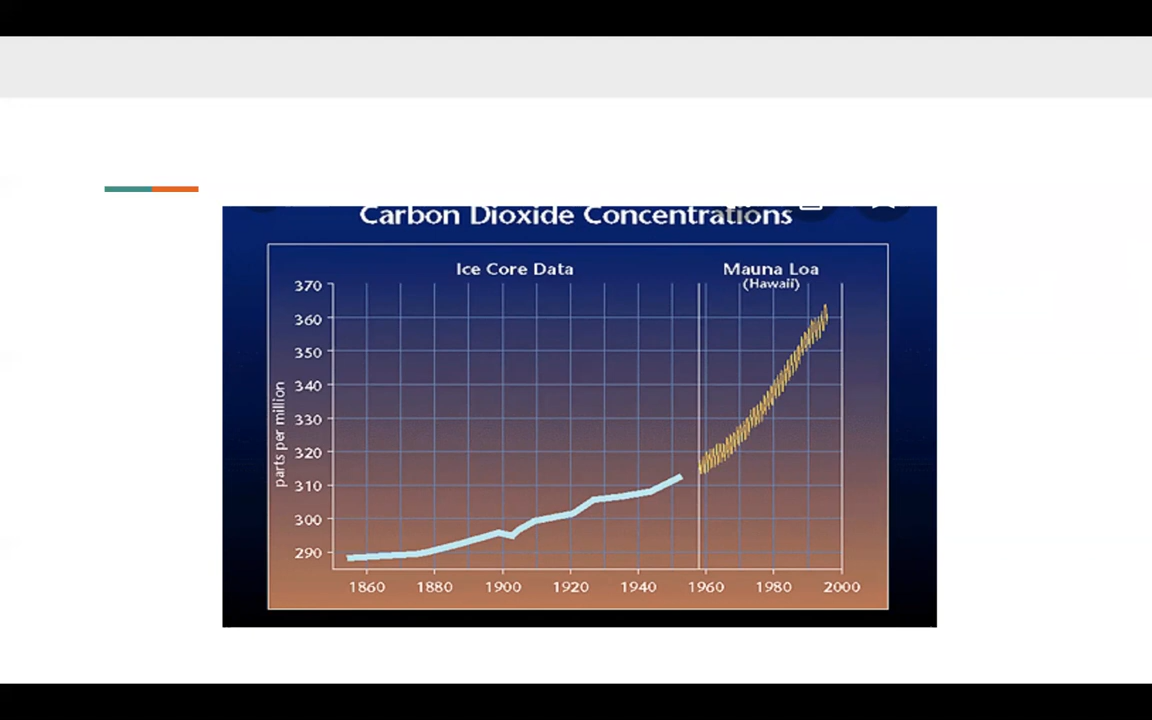 Carbon Dioxide Concentrations
Ice Core Data
Mauna Loa
(Hawaii)
370
360
350
340
330
320
310
300
290
parts per million
1860 1880 1900 1920 1940 1960 1980 2000